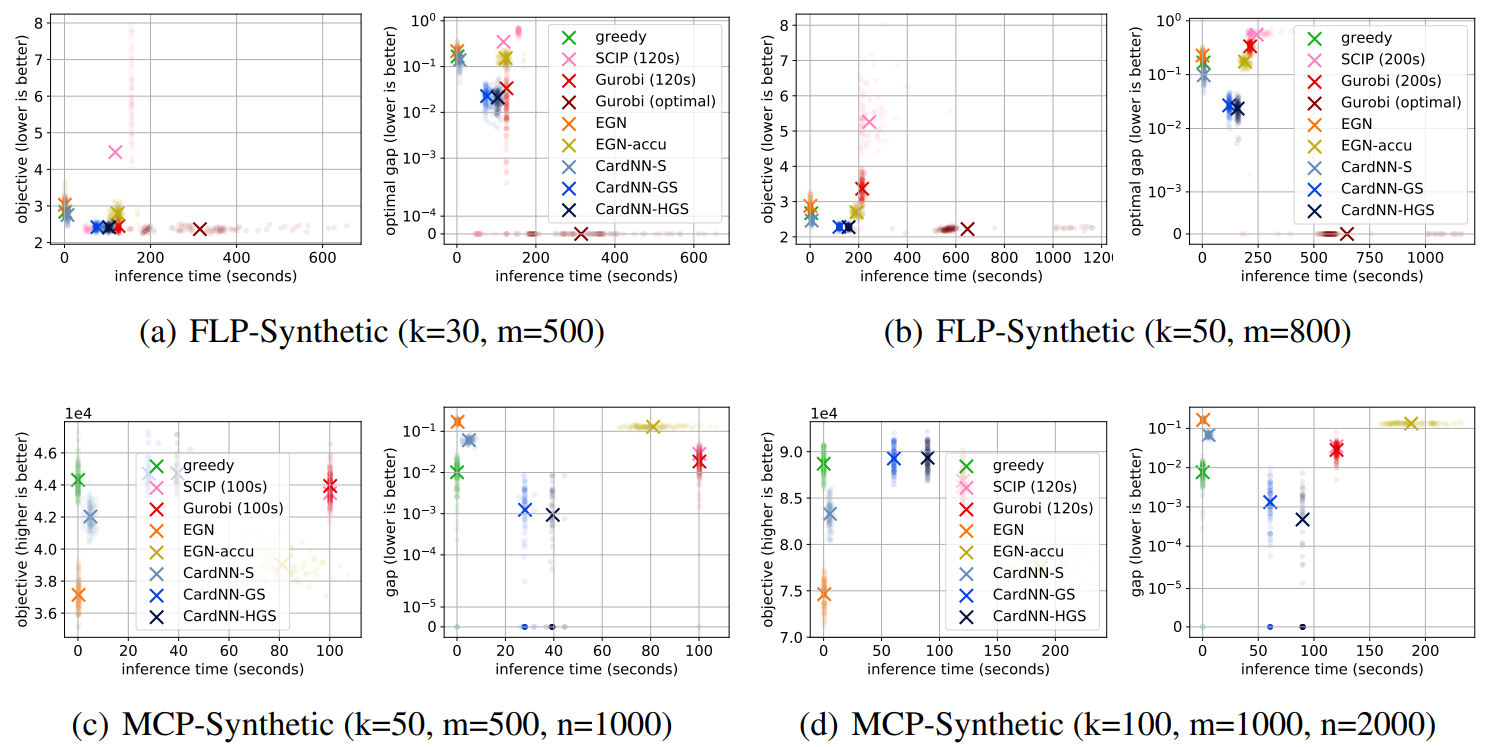 objective (lower is better)
8
7
6
5
4
3
2
0
200
400
600
inference time (seconds)
optimal gap (lower is better)
10⁰
10⁻¹
10⁻²
10⁻³
10⁻⁴
0
0
200
400
600
inference time (seconds)
greedy
SCIP (120s)
Gurobi (120s)
Gurobi (optimal)
EGN
EGN-accu
CardNN-S
CardNN-GS
CardNN-HGS
(a) FLP-Synthetic (k=30, m=500)
objective (lower is better)
8
7
6
5
4
3
2
0
200
400
600
800
1000
120
inference time (seconds)
optimal gap (lower is better)
10⁰
10⁻¹
10⁻²
10⁻³
0
0
250
500
750
1000
inference time (seconds)
greedy
SCIP (200s)
Gurobi (200s)
Gurobi (optimal)
EGN
EGN-accu
CardNN-S
CardNN-GS
CardNN-HGS
(b) FLP-Synthetic (k=50, m=800)
1e4
objective (higher is better)
4.6
4.4
4.2
4.0
3.8
3.6
0
20
40
60
80
100
inference time (seconds)
greedy
SCIP (100s)
Gurobi (100s)
EGN
EGN-accu
CardNN-S
CardNN-GS
CardNN-HGS
gap (lower is better)
10⁻¹
10⁻²
10⁻³
10⁻⁴
10⁻⁵
0
0
20
40
60
80
100
inference time (seconds)
(c) MCP-Synthetic (k=50, m=500, n=1000)
1e4
objective (higher is better)
9.0
8.5
8.0
7.5
7.0
0
50
100
150
200
inference time (seconds)
greedy
SCIP (120s)
Gurobi (120s)
EGN
EGN-accu
CardNN-S
CardNN-GS
CardNN-HGS
gap (lower is better)
10⁻¹
10⁻²
10⁻³
10⁻⁴
10⁻⁵
0
0
50
100
150
200
inference time (seconds)
(d) MCP-Synthetic (k=100, m=1000, n=2000)